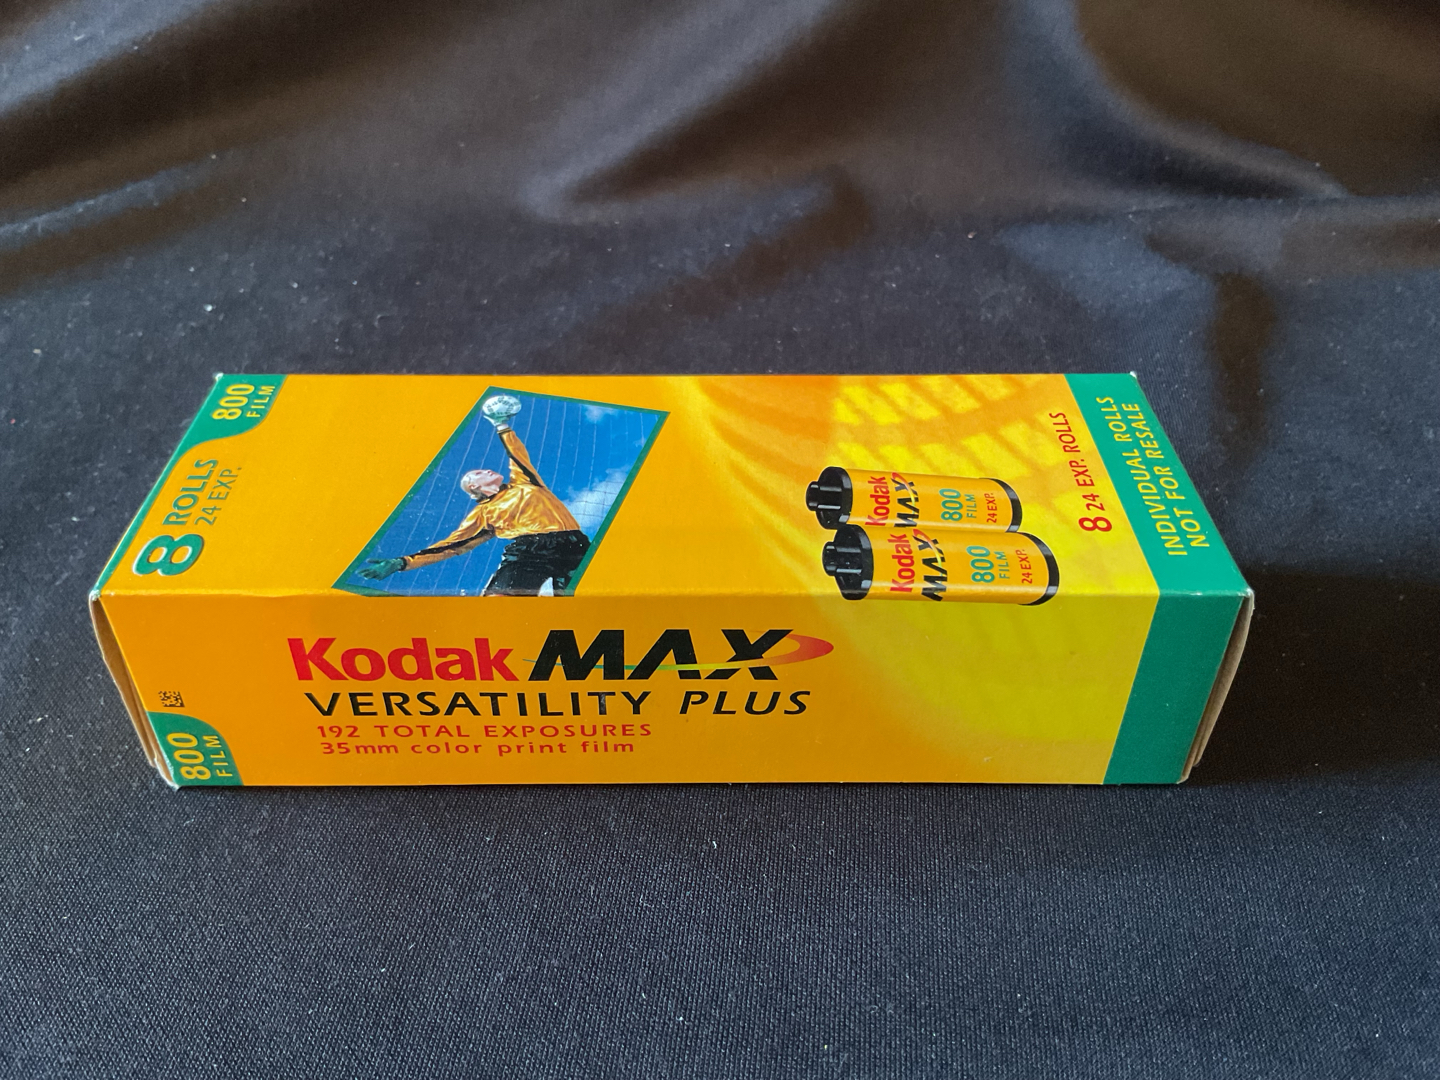 800
FILM
8 ROLLS
24 EXP.
Kodak
MAX
800
FILM
24 EXP.
Kodak
MAX
800
FILM
24 EXP.
8 24 EXP. ROLLS
INDIVIDUAL ROLLS
NOT FOR RESALE
Kodak MAX
VERSATILITY PLUS
192 TOTAL EXPOSURES
35mm color print film
800
FILM